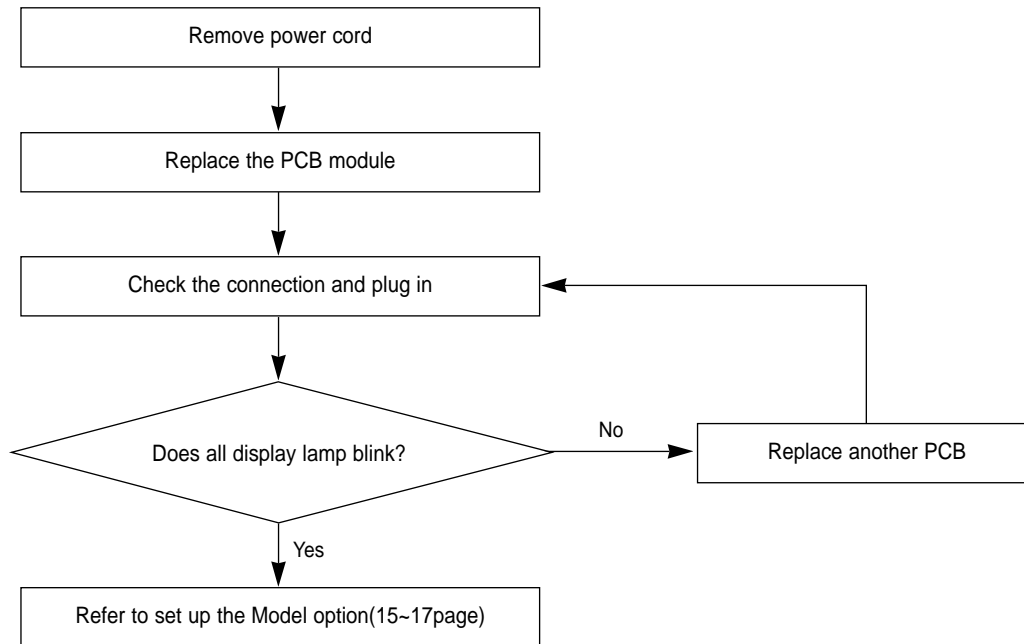 Remove power cord
Replace the PCB module
Check the connection and plug in
Does all display lamp blink?
No
Replace another PCB
Yes
Refer to set up the Model option(15~17page)